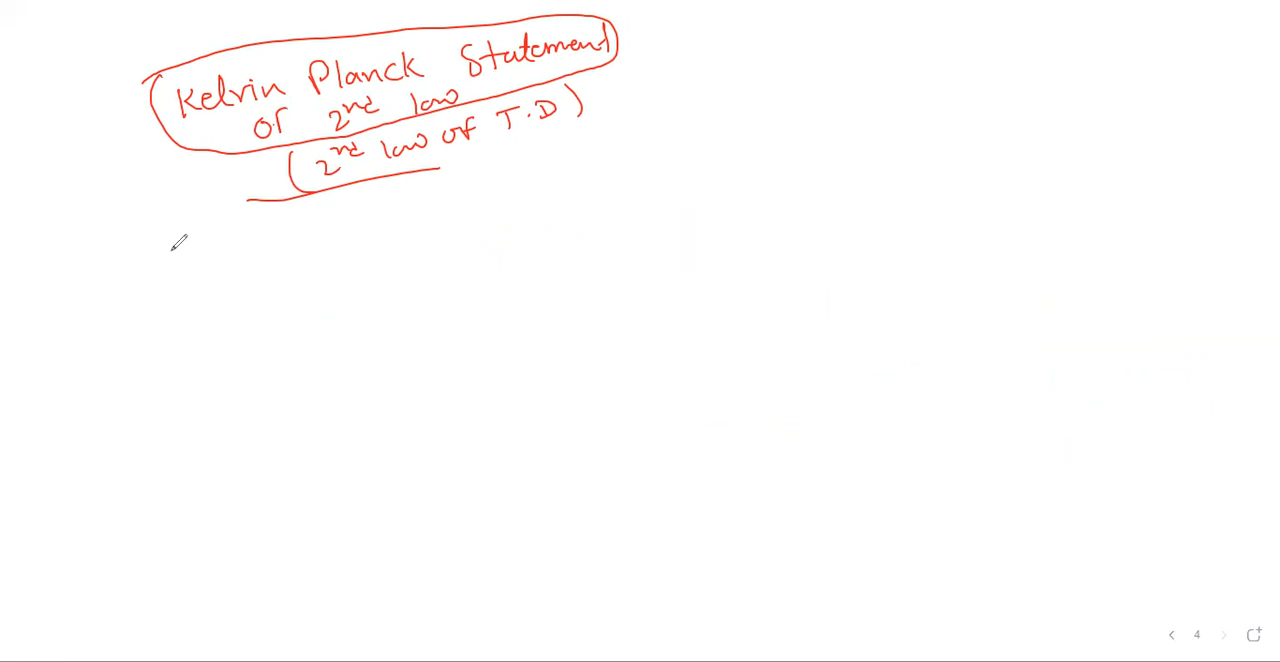 Kelvin Planck Statement
of 2nd law
(2nd law of T.D)
4